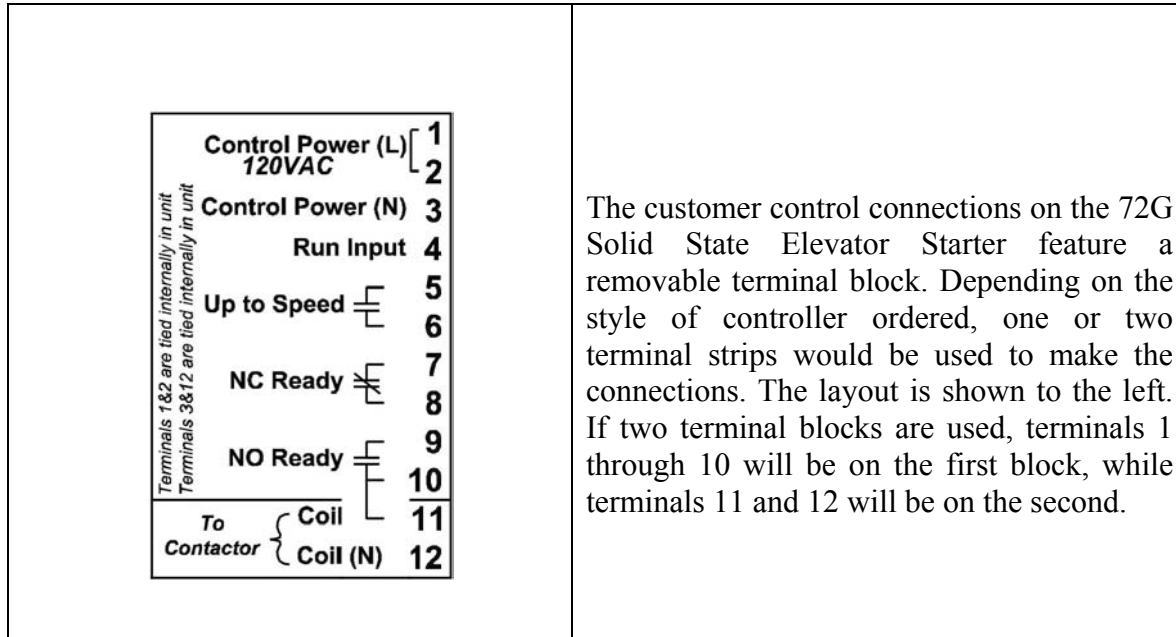 Control Power (L) 1
120VAC 2
Control Power (N) 3
Run Input 4
Up to Speed 5
6
NC Ready 7
8
NO Ready 9
10
To Contactor
Coil 11
Coil (N) 12
Terminals 1&2 are tied internally in unit
Terminals 3&12 are tied internally in unit
The customer control connections on the 72G
Solid State Elevator Starter feature a
removable terminal block. Depending on the
style of controller ordered, one or two
terminal strips would be used to make the
connections. The layout is shown to the left.
If two terminal blocks are used, terminals 1
through 10 will be on the first block, while
terminals 11 and 12 will be on the second.